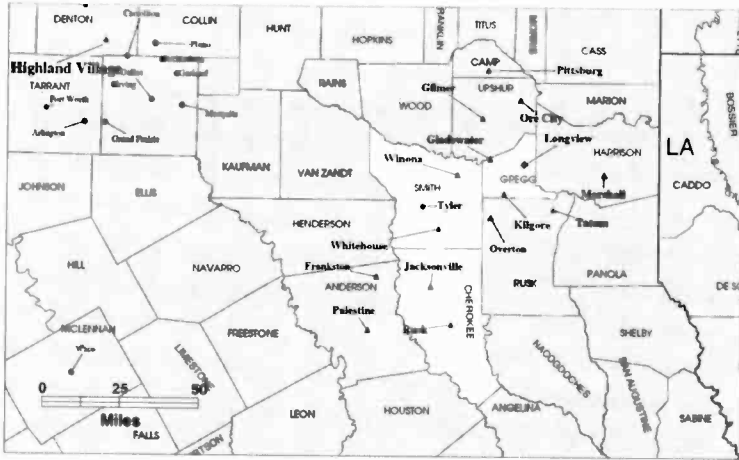 DENTON
COLLIN
HUNT
HOPKINS
FRANKLIN
TITUS
MORRIS
CASS
BOSSIER
Carrollton
Plano
Highland Village
Dallas
Garland
Irving
TARRANT
Fort Worth
Mesquite
Arlington
Grand Prairie
RAINS
WOOD
CAMP
Pittsburg
UPSHUR
Gilmer
Ore City
MARION
Gladewater
Longview
HARRISON
LA
KAUFMAN
VAN ZANDT
Winona
SMITH
GREGG
Marshall
CADDO
JOHNSON
ELLIS
Tyler
Kilgore
Tatum
HENDERSON
Whitehouse
Overton
HILL
NAVARRO
Frankston
Jacksonville
ANDERSON
RUSK
PANOLA
DE SO
Palestine
Rusk
CHEROKEE
MCLENNAN
Waco
LIMESTONE
FREESTONE
NACOGDOCHES
SHELBY
SAN AUGUSTINE
0 25 50
Miles
FALLS
LEON
HOUSTON
ANGELINA
SABINE